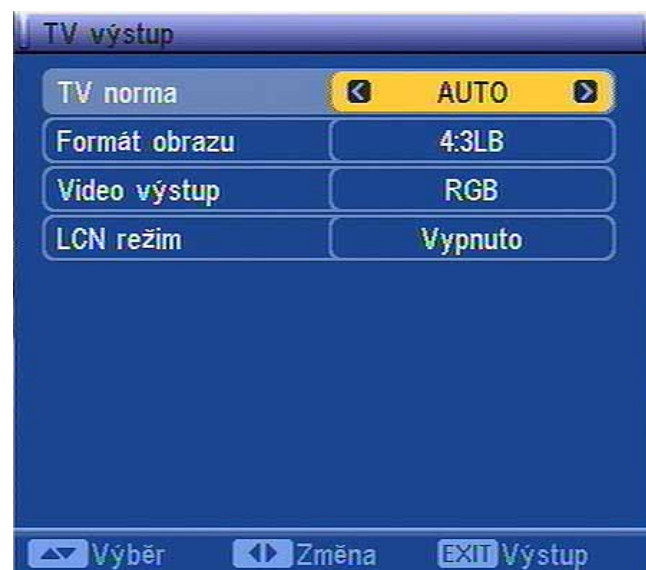 TV výstup
TV norma AUTO
Formát obrazu 4:3LB
Video výstup RGB
LCN režim Vypnuto
Výběr Změna EXIT Výstup